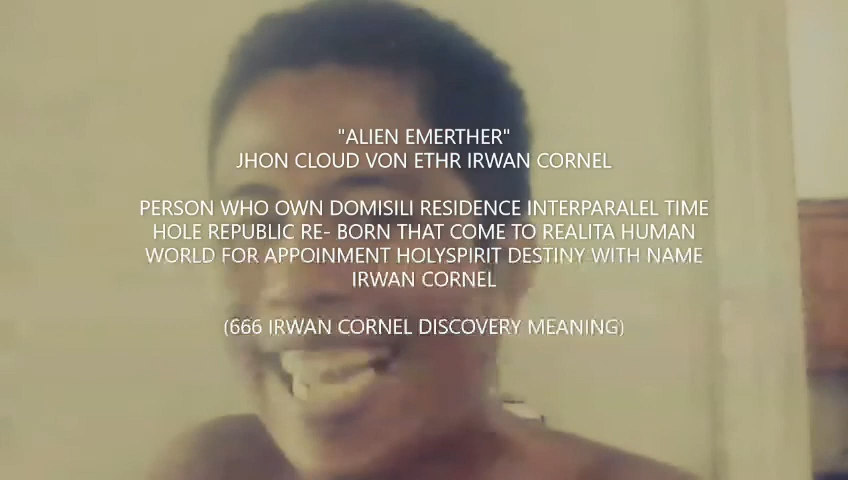 "ALIEN EMERTHER"
JHON CLOUD VON ETHR IRWAN CORNEL
PERSON WHO OWN DOMISILI RESIDENCE INTERPARALEL TIME
HOLE REPUBLIC RE- BORN THAT COME TO REALITA HUMAN
WORLD FOR APPOINMENT HOLYSPIRIT DESTINY WITH NAME
IRWAN CORNEL
(666 IRWAN CORNEL DISCOVERY MEANING)